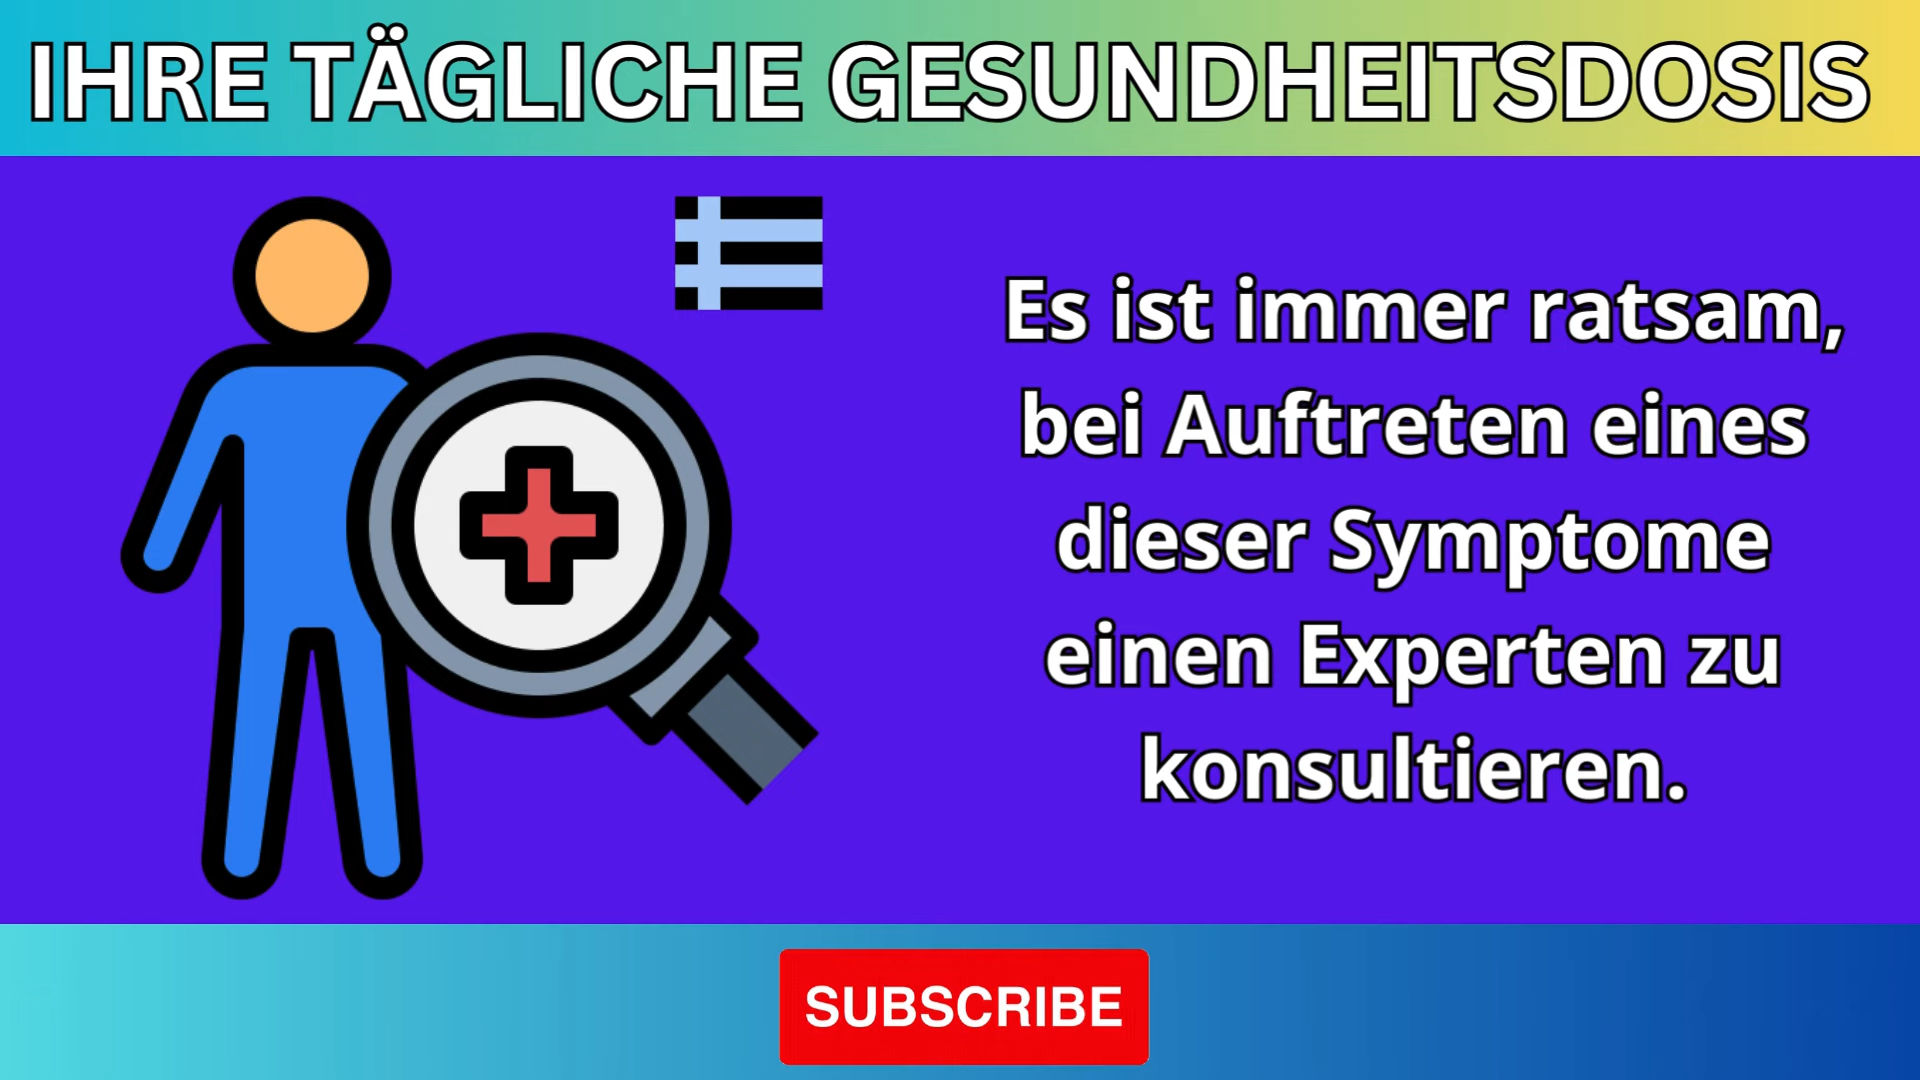 IHRE TÄGLICHE GESUNDHEITSDOSIS
Es ist immer ratsam,
bei Auftreten eines
dieser Symptome
einen Experten zu
konsultieren.
SUBSCRIBE